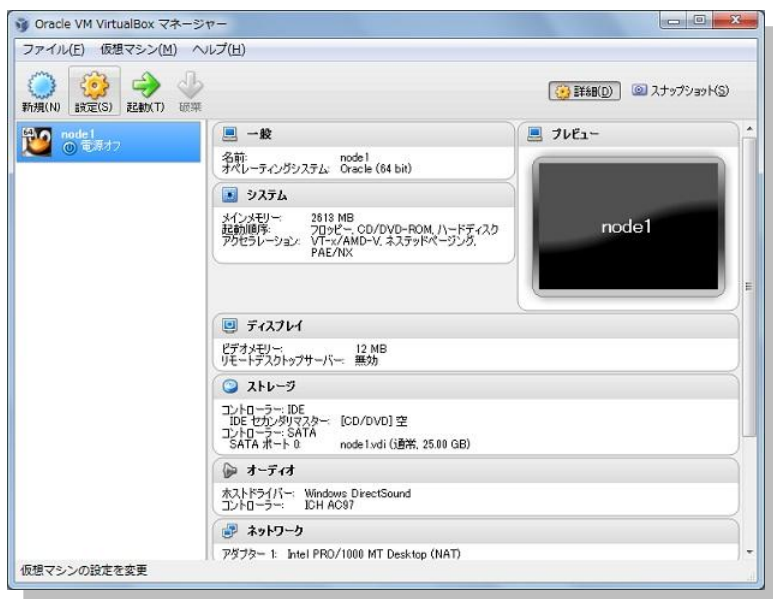 Oracle VM VirtualBox マネージャー
ファイル(F) 仮想マシン(M) ヘルプ(H)
新規(N) 設定(S) 起動(T) 破棄
詳細(D) スナップショット(S)
64
node1
電源オフ
一般
名前: node1
オペレーティングシステム: Oracle (64 bit)
プレビュー
node1
システム
メインメモリー: 2613 MB
起動順序: フロッピー, CD/DVD-ROM, ハードディスク
アクセラレーション: VT-x/AMD-V, ネステッドページング,
PAE/NX
ディスプレイ
ビデオメモリー: 12 MB
リモートデスクトップサーバー: 無効
ストレージ
コントローラー: IDE
IDE セカンダリマスター: [CD/DVD] 空
コントローラー: SATA
SATA ポート 0: node1.vdi (通常, 25.00 GB)
オーディオ
ホストドライバー: Windows DirectSound
コントローラー: ICH AC97
ネットワーク
アダプター 1: Intel PRO/1000 MT Desktop (NAT)
仮想マシンの設定を変更